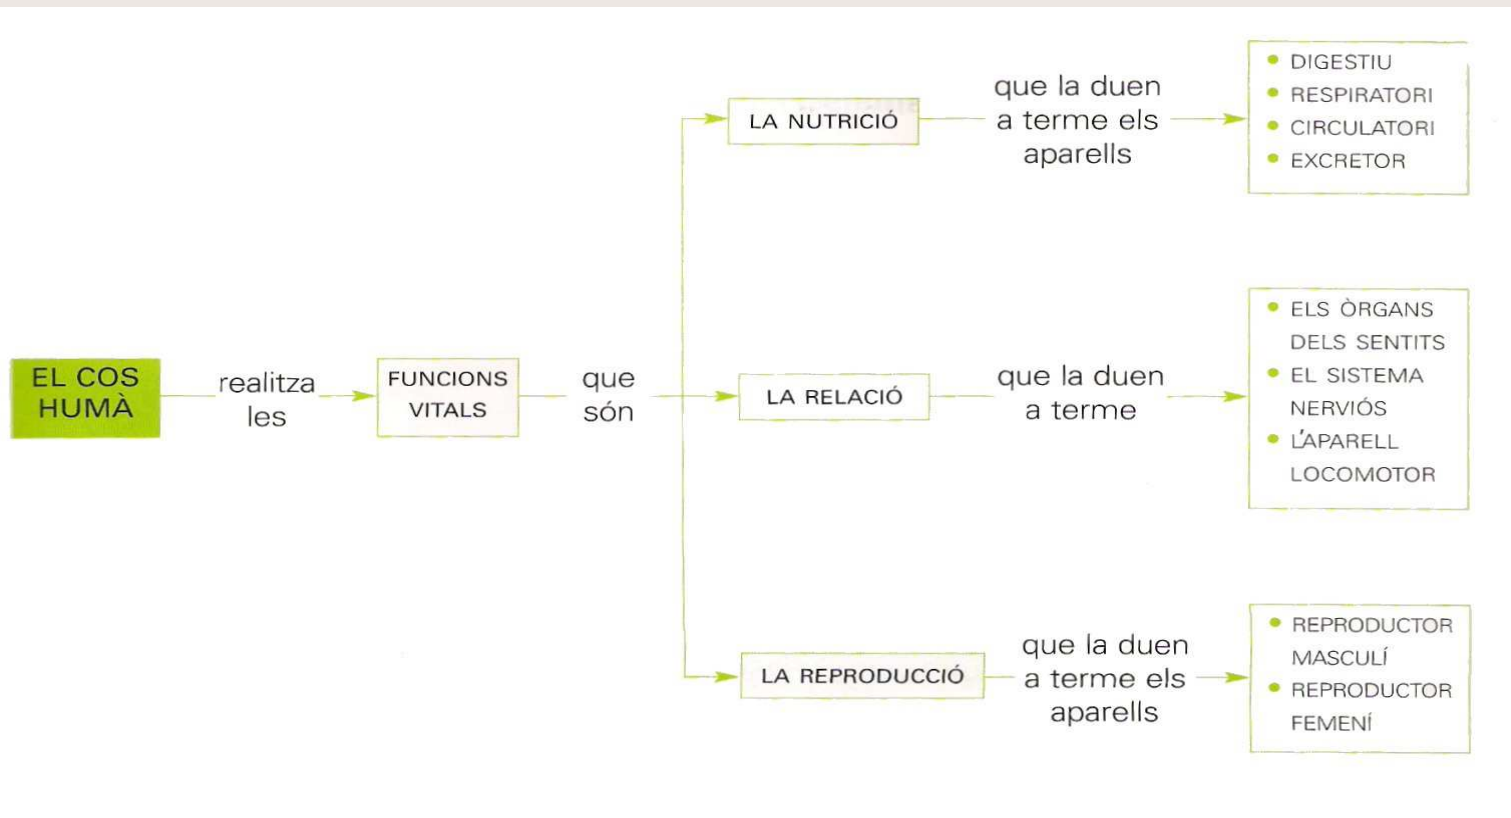 EL COS
HUMÀ
realitza
les
FUNCIONS
VITALS
que
són
LA NUTRICIÓ
que la duen
a terme els
aparells
• DIGESTIU
• RESPIRATORI
• CIRCULATORI
• EXCRETOR
LA RELACIÓ
que la duen
a terme
• ELS ÒRGANS
DELS SENTITS
• EL SISTEMA
NERVIÓS
• L'APARELL
LOCOMOTOR
LA REPRODUCCIÓ
que la duen
a terme els
aparells
• REPRODUCTOR
MASCULÍ
• REPRODUCTOR
FEMENÍ